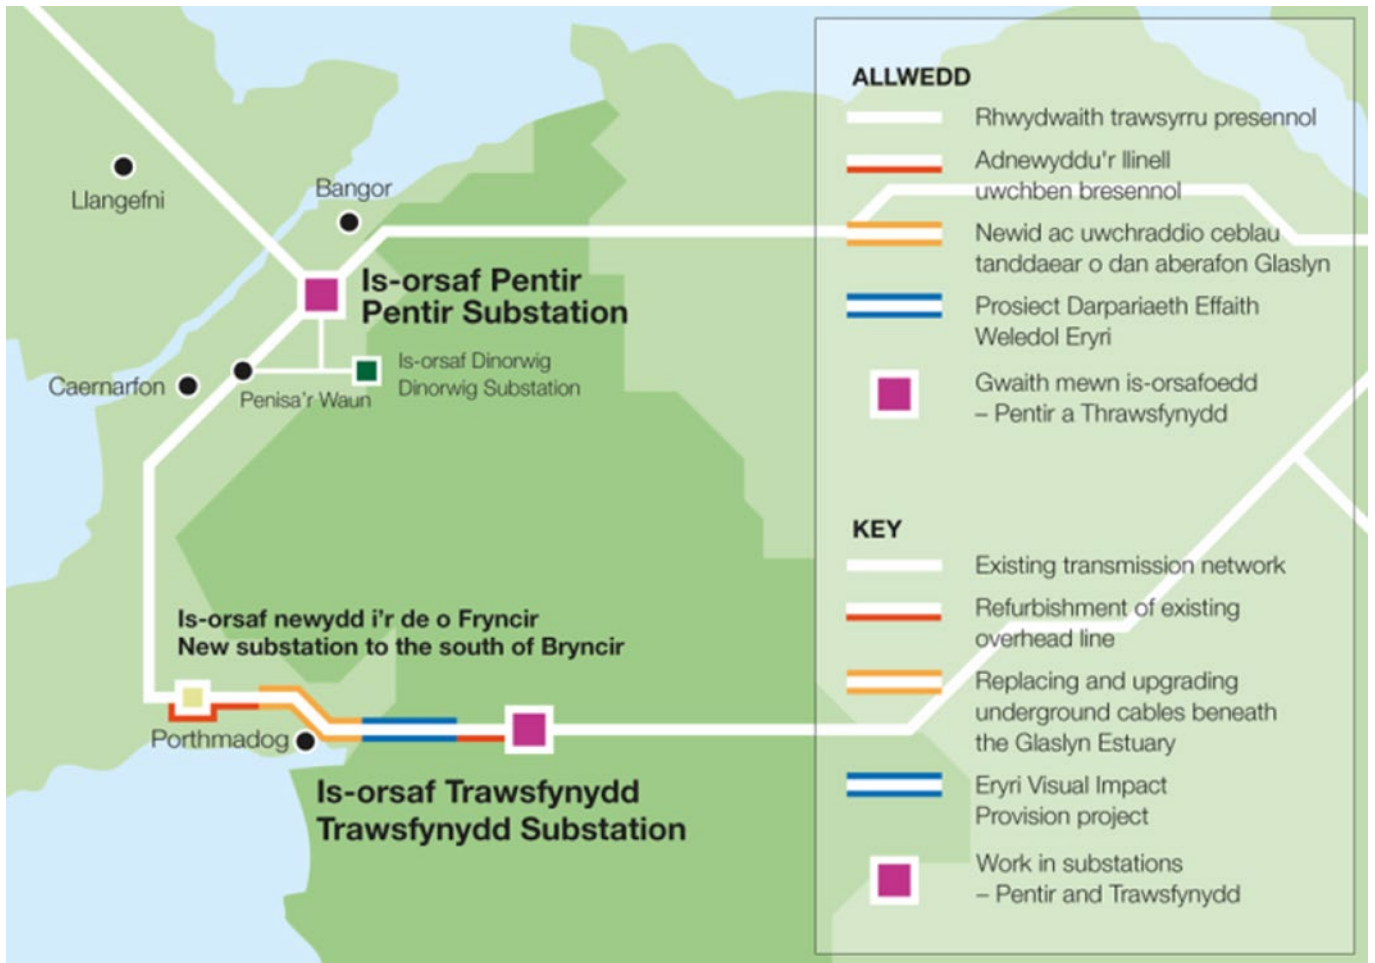 Llangefni
Bangor
Is-orsaf Pentir
Pentir Substation
Is-orsaf Dinorwig
Dinorwig Substation
Caernarfon
Penisa'r Waun
Is-orsaf newydd i'r de o Fryncir
New substation to the south of Bryncir
Porthmadog
Is-orsaf Trawsfynydd
Trawsfynydd Substation
ALLWEDD
Rhwydwaith trawsyrru presennol
Adnewyddu'r llinell
uwchben bresennol
Newid ac uwchraddio ceblau
tanddaear o dan aberafon Glaslyn
Prosiect Darpariaeth Effaith
Weledol Eryri
Gwaith mewn is-orsafoedd
– Pentir a Thrawsfynydd
KEY
Existing transmission network
Refurbishment of existing
overhead line
Replacing and upgrading
underground cables beneath
the Glaslyn Estuary
Eryri Visual Impact
Provision project
Work in substations
– Pentir and Trawsfynydd